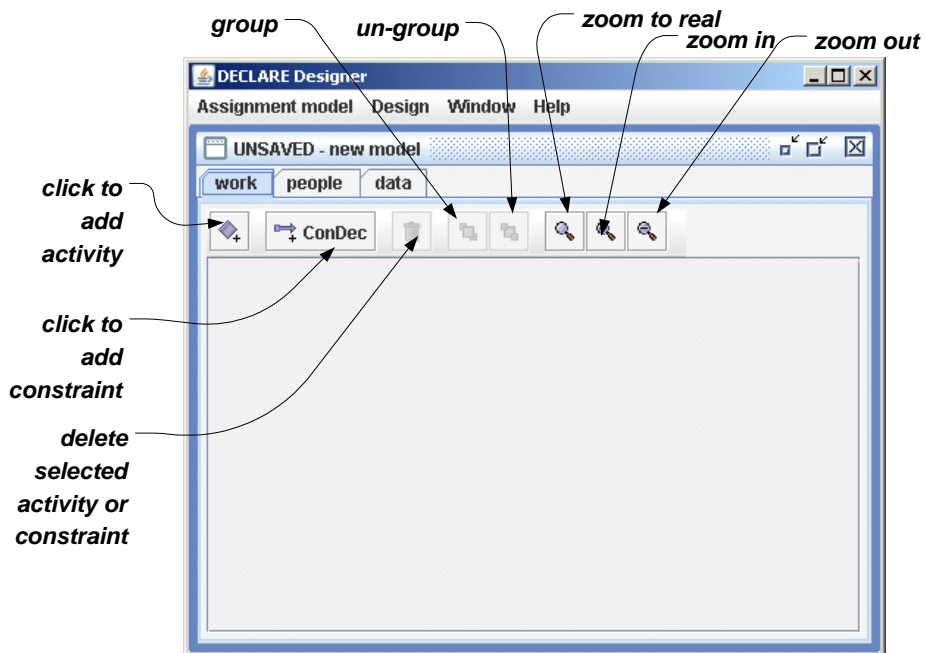 group
un-group
zoom to real
zoom in
zoom out
DECLARE Designer
Assignment model Design Window Help
UNSAVED - new model
work people data
ConDec
click to
add
activity
click to
add
constraint
delete
selected
activity or
constraint